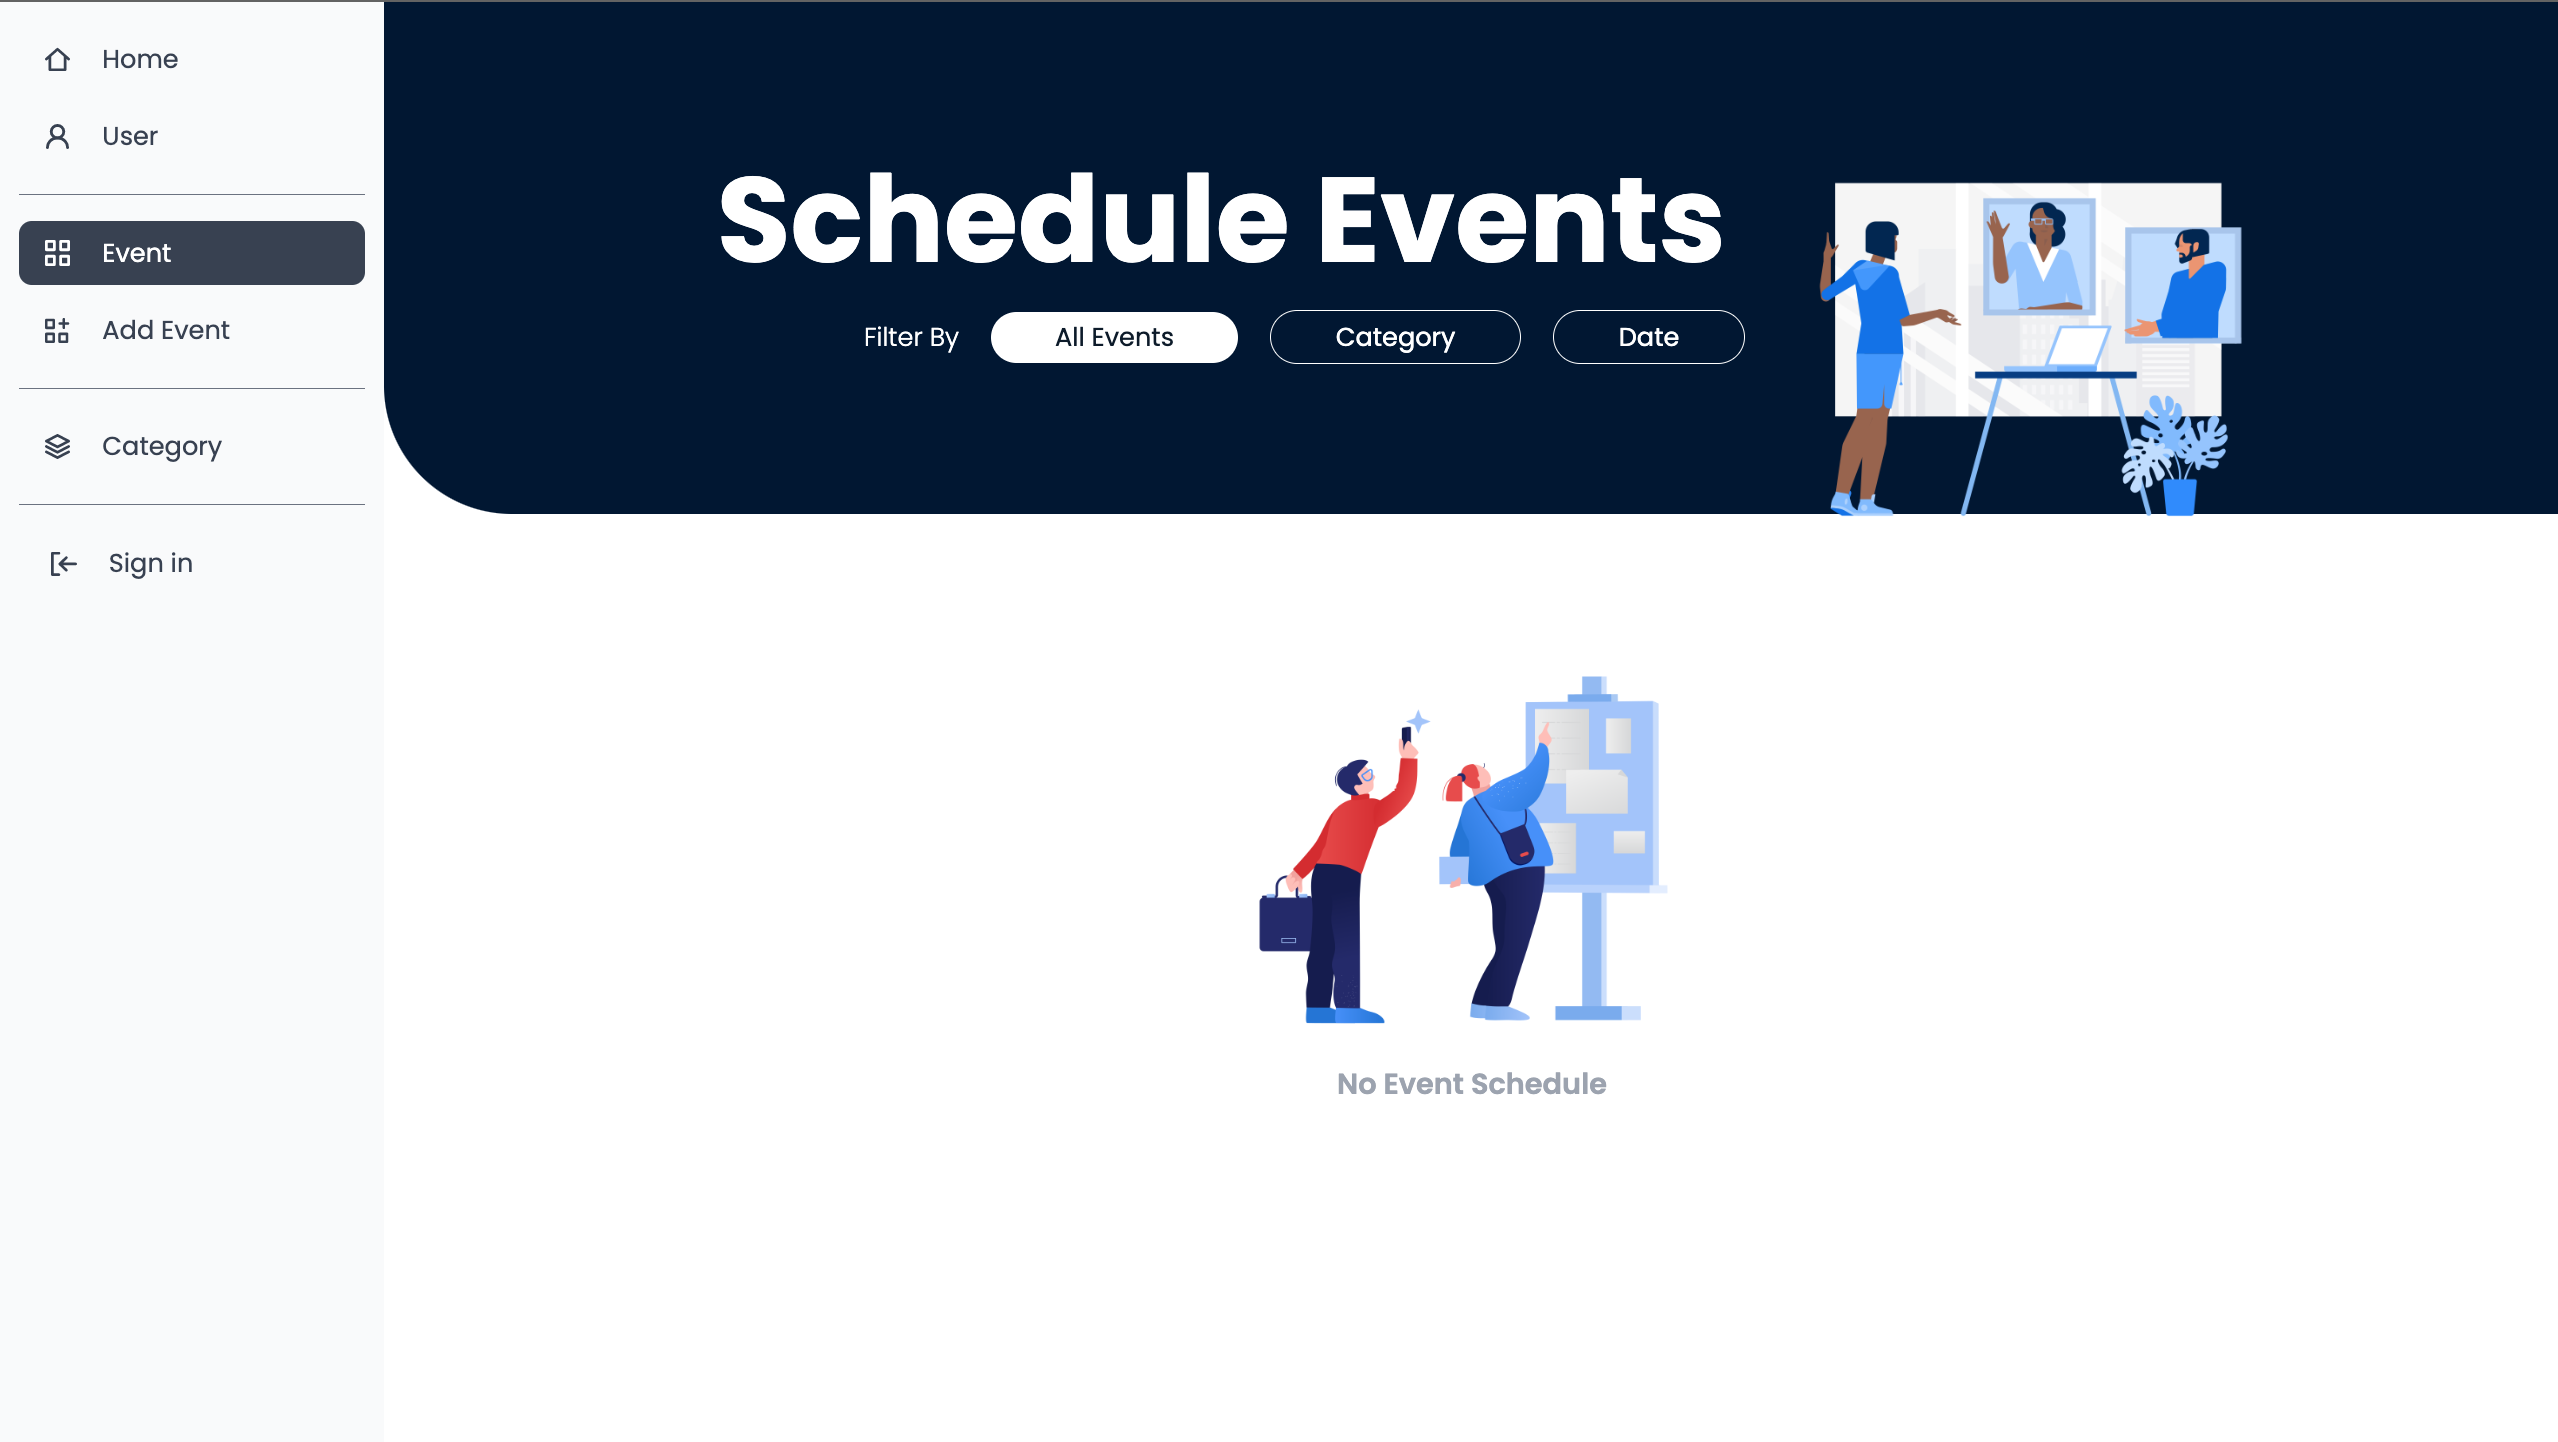 Home
User
Event
Add Event
Category
Sign in
Schedule Events
Filter By All Events Category Date
No Event Schedule